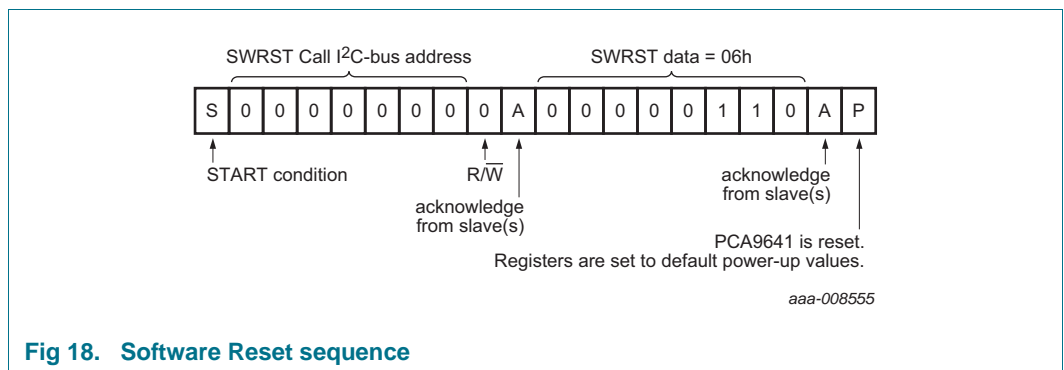 SWRST Call I2C-bus address SWRST data = 06h
S 0 0 0 0 0 0 0 0 A 0 0 0 0 0 1 1 0 A P
START condition R/W̅ acknowledge
acknowledge from slave(s)
from slave(s)
PCA9641 is reset.
Registers are set to default power-up values.
aaa-008555
Fig 18. Software Reset sequence